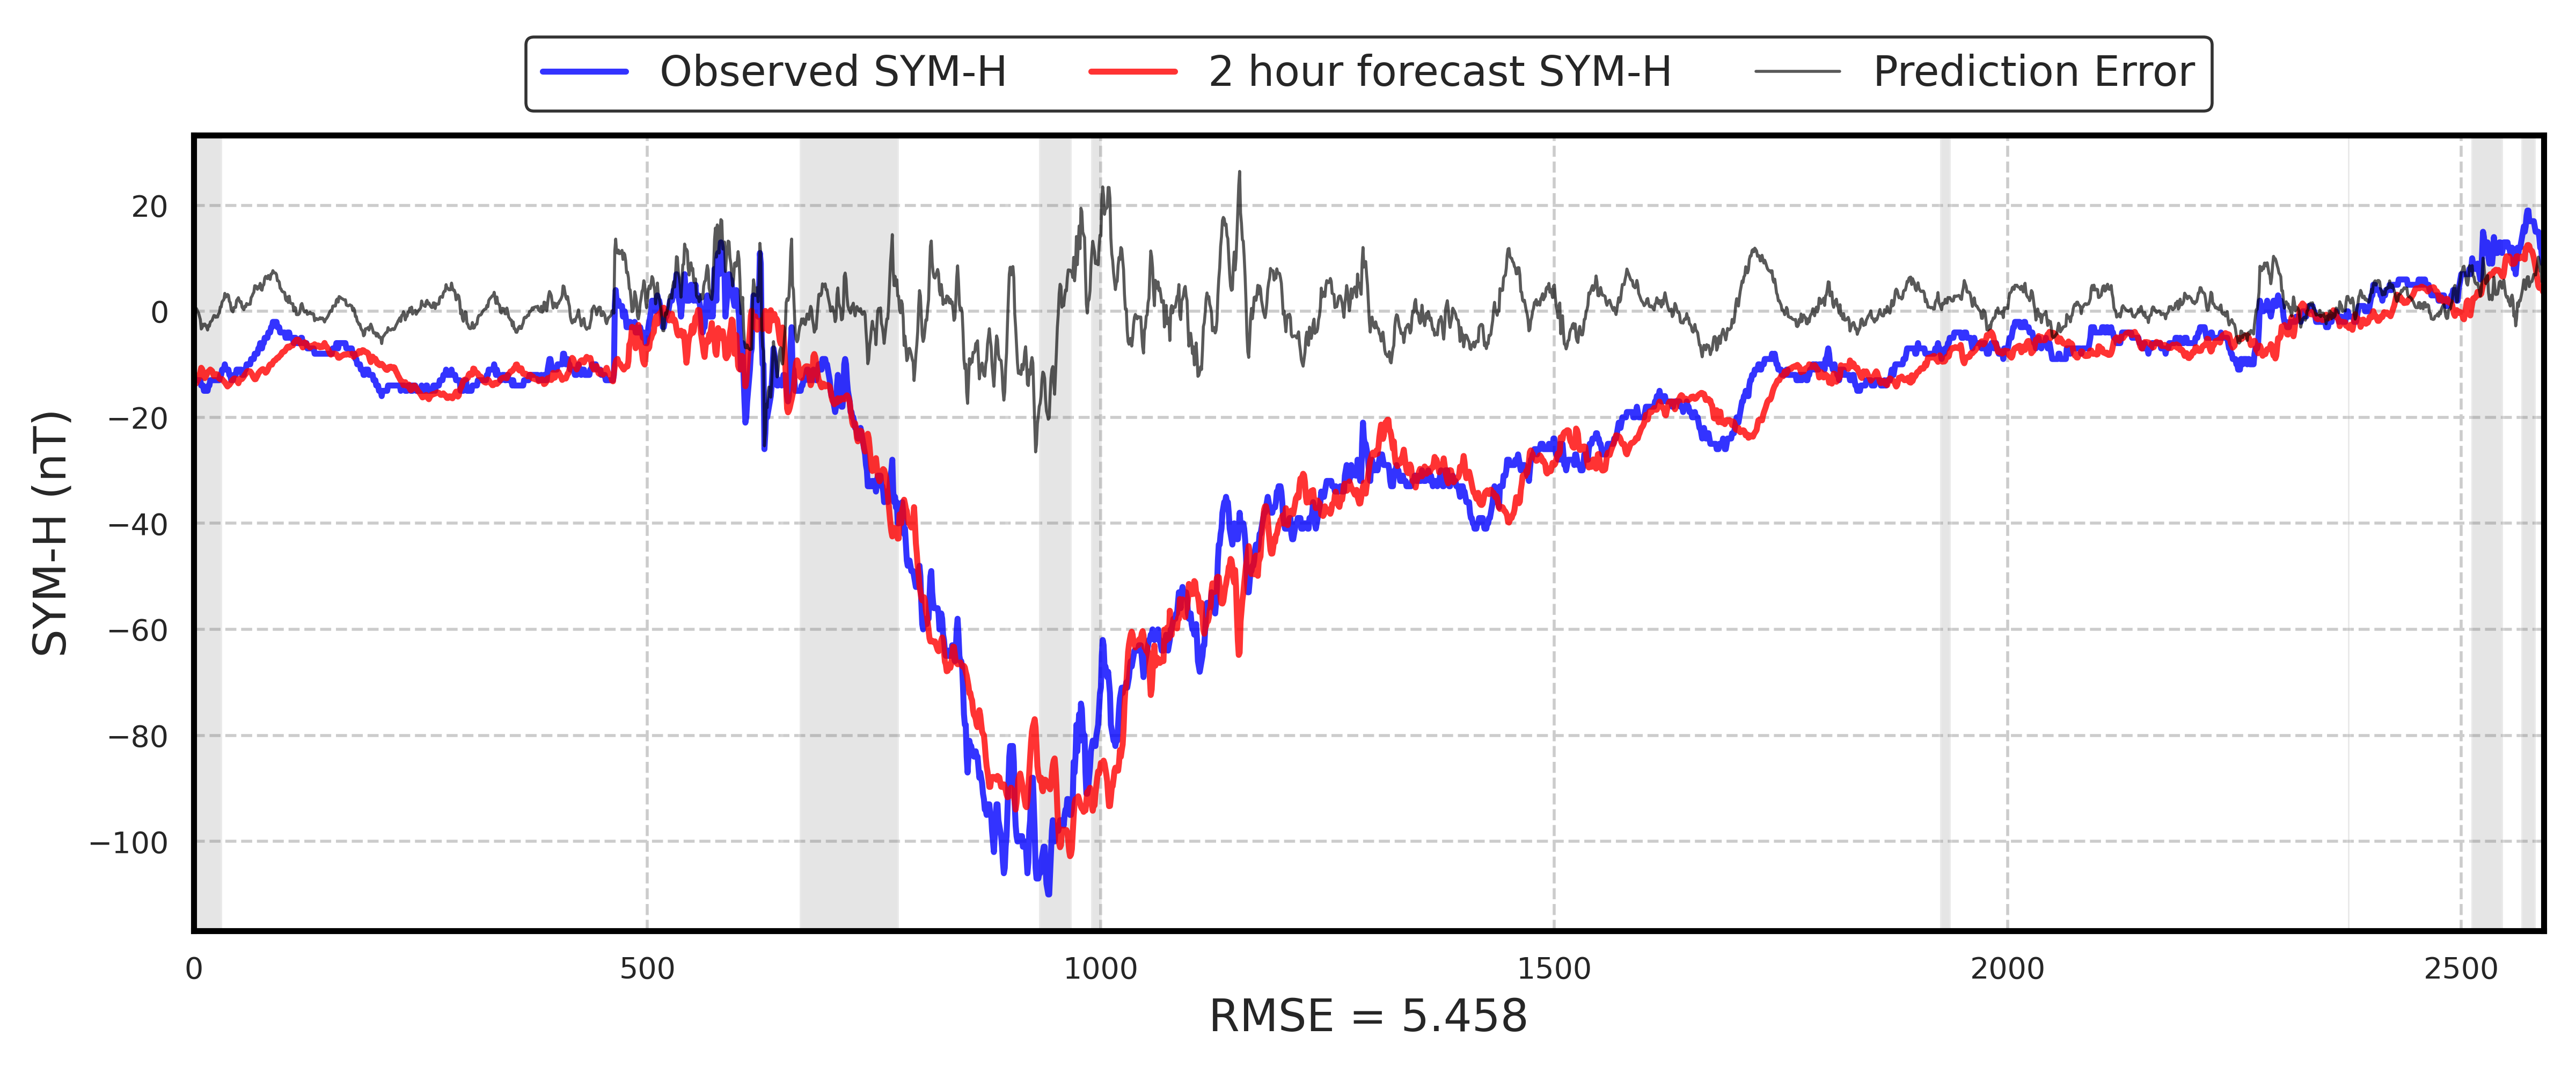 Observed SYM-H 2 hour forecast SYM-H Prediction Error
SYM-H (nT)
20
0
−20
−40
−60
−80
−100
0 500 1000 1500 2000 2500
RMSE = 5.458